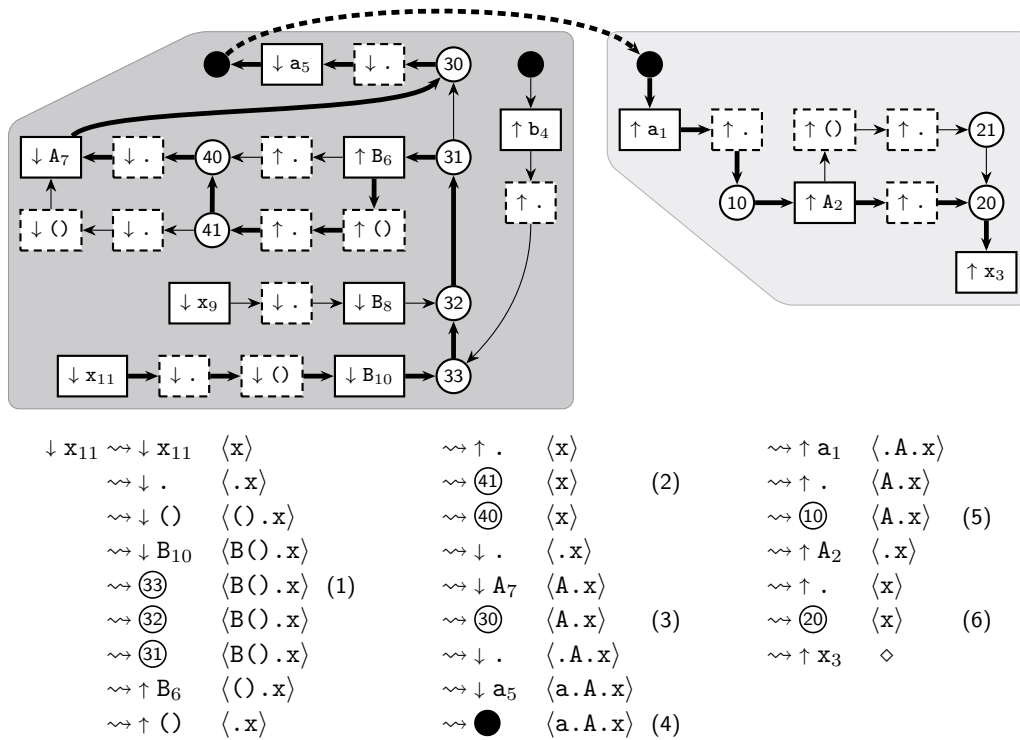 ↓ a₅ ↓ . 30
↑ a₁ ↑ . ↑ () ↑ . 21
↑ b₄
↓ A₇ ↓ . 40 ↑ . ↑ B₆ 31
10 ↑ A₂ ↑ . 20
↑ .
↓ () ↓ . 41 ↑ . ↑ ()
↑ x₃
↓ x₉ ↓ . ↓ B₈ 32
↓ x₁₁ ↓ . ↓ () ↓ B₁₀ 33
↓ x₁₁ ⇝ ↓ x₁₁ ⟨x⟩
⇝ ↓ . ⟨.x⟩
⇝ ↓ () ⟨().x⟩
⇝ ↓ B₁₀ ⟨B().x⟩
⇝ 33 ⟨B().x⟩ (1)
⇝ 32 ⟨B().x⟩
⇝ 31 ⟨B().x⟩
⇝ ↑ B₆ ⟨().x⟩
⇝ ↑ () ⟨.x⟩
⇝ ↑ . ⟨x⟩
⇝ 41 ⟨x⟩ (2)
⇝ 40 ⟨x⟩
⇝ ↓ . ⟨.x⟩
⇝ ↓ A₇ ⟨A.x⟩
⇝ 30 ⟨A.x⟩ (3)
⇝ ↓ . ⟨.A.x⟩
⇝ ↓ a₅ ⟨a.A.x⟩
⇝ ● ⟨a.A.x⟩ (4)
⇝ ↑ a₁ ⟨.A.x⟩
⇝ ↑ . ⟨A.x⟩
⇝ 10 ⟨A.x⟩ (5)
⇝ ↑ A₂ ⟨.x⟩
⇝ ↑ . ⟨x⟩
⇝ 20 ⟨x⟩ (6)
⇝ ↑ x₃ ⋄